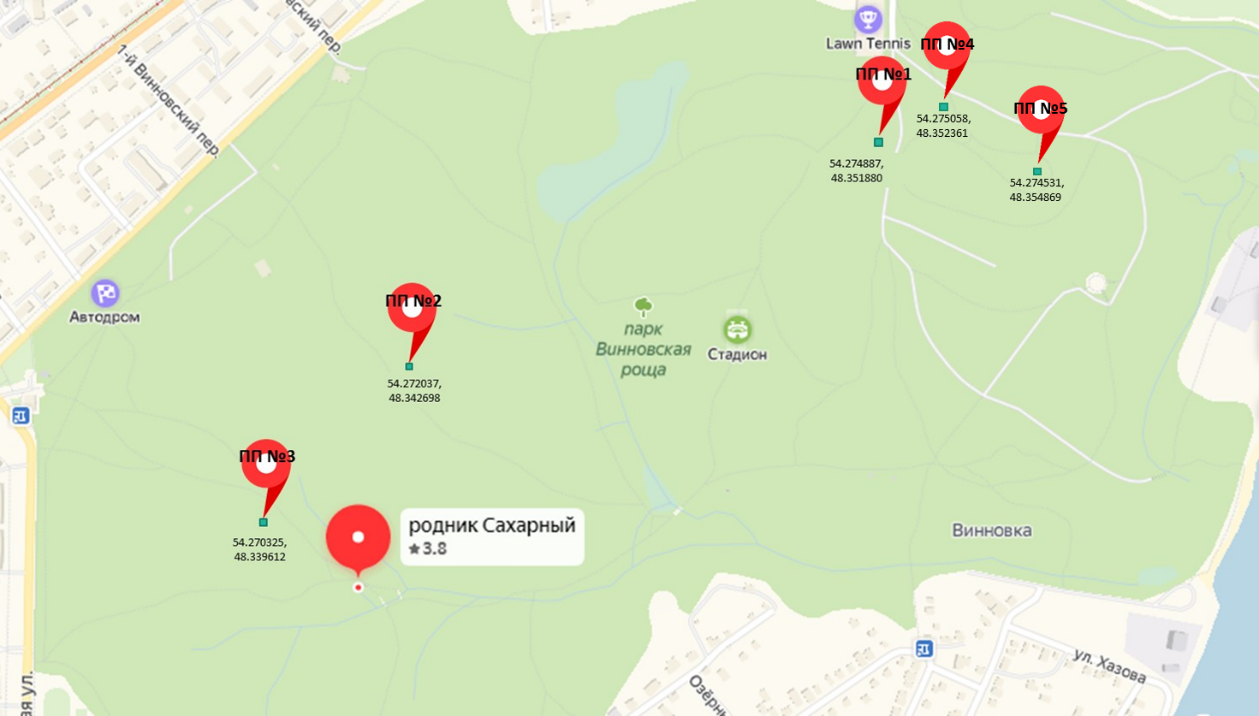 вский пер.
1-й Винновский пер.
Lawn Tennis
ПП №4
ПП №1
ПП №5
54.275058,
48.352361
54.274887,
48.351880
54.274531,
48.354869
Автодром
ПП №2
парк
Винновская
роща
Стадион
54.272037,
48.342698
ПП №3
родник Сахарный
3.8
54.270325,
48.339612
Винновка
ул. Хазова
Озёрн
ая ул.